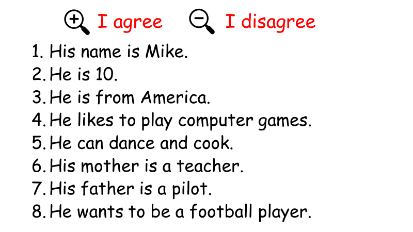 I agree I disagree
1. His name is Mike.
2. He is 10.
3. He is from America.
4. He likes to play computer games.
5. He can dance and cook.
6. His mother is a teacher.
7. His father is a pilot.
8. He wants to be a football player.